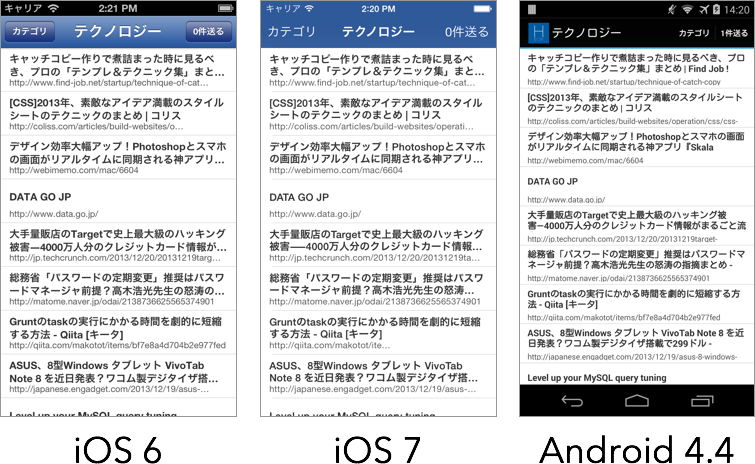 キャリア 2:21 PM
カテゴリ テクノロジー 0件送る
キャッチコピー作りで煮詰まった時に見るべ
き、プロの「テンプレ＆テクニック集」まと…
http://www.find-job.net/startup/technique-of-cat…
[CSS]2013年、素敵なアイデア満載のスタイル
シートのテクニックのまとめ | コリス
http://coliss.com/articles/build-websites/o…
デザイン効率大幅アップ！Photoshopとスマホ
の画面がリアルタイムに同期される神アプリ…
http://webimemo.com/mac/6604
DATA GO JP
http://www.data.go.jp/
大手量販店のTargetで史上最大級のハッキング
被害—4000万人分のクレジットカード情報が…
http://jp.techcrunch.com/2013/12/20/20131219targ…
総務省「パスワードの定期変更」推奨はパスワ
ードマネージャ前提？高木浩光先生の怒涛の…
http://matome.naver.jp/odai/2138736625565374901
Gruntのtaskの実行にかかる時間を劇的に短縮
する方法 - Qiita [キータ]
http://qiita.com/makotot/items/bf7e8a4d704b2e977fed
ASUS、8型Windows タブレット VivoTab
Note 8 を近日発表？ワコム製デジタイザ搭…
http://japanese.engadget.com/2013/12/19/asus-…
Level up your MySQL query tuning
iOS 6
キャリア 2:20 PM
カテゴリ テクノロジー 0件送る
キャッチコピー作りで煮詰まった時に見るべ
き、プロの「テンプレ＆テクニック集」まと…
http://www.find-job.net/startup/technique-of-cat…
[CSS]2013年、素敵なアイデア満載のスタイル
シートのテクニックのまとめ | コリス
http://coliss.com/articles/build-websites/operati…
デザイン効率大幅アップ！Photoshopとスマホ
の画面がリアルタイムに同期される神アプリ…
http://webimemo.com/mac/6604
DATA GO JP
http://www.data.go.jp/
大手量販店のTargetで史上最大級のハッキング
被害——4000万人分のクレジットカード情報が…
http://jp.techcrunch.com/2013/12/20/20131219targ…
総務省「パスワードの定期変更」推奨はパスワ
ードマネージャ前提？高木浩光先生の怒涛の…
http://matome.naver.jp/odai/2138736625565374901
Gruntのtaskの実行にかかる時間を劇的に短縮
する方法 - Qiita [キータ]
http://qiita.com/makotot/ite…
ASUS、8型Windows タブレット VivoTab
Note 8 を近日発表？ワコム製デジタイザ搭…
http://japanese.engadget.com/2013/12/19/asus-…
Level up your MySQL query tuning
iOS 7
14:20
H テクノロジー カテゴリ 1件送る
キャッチコピー作りで煮詰まった時に見るべき、プロ
の「テンプレ＆テクニック集」まとめ | Find Job !
http://www.find-job.net/startup/technique-of-catch-copy
[CSS]2013年、素敵なアイデア満載のスタイルシート
のテクニックのまとめ | コリス
http://coliss.com/articles/build-websites/operation/css/css-
デザイン効率大幅アップ！Photoshopとスマホの画面
がリアルタイムに同期される神アプリ『Skala
http://webimemo.com/mac/6604
DATA GO JP
http://www.data.go.jp/
大手量販店のTargetで史上最大級のハッキング被
害—4000万人分のクレジットカード情報がまるごと流
http://jp.techcrunch.com/2013/12/20/20131219target-
総務省「パスワードの定期変更」推奨はパスワードマ
ネージャ前提？高木浩光先生の怒涛の指摘まとめ -
http://matome.naver.jp/odai/2138736625565374901
Gruntのtaskの実行にかかる時間を劇的に短縮する方法
- Qiita [キータ]
http://qiita.com/makotot/items/bf7e8a4d704b2e977fed
ASUS、8型Windows タブレット VivoTab Note 8 を近
日発表？ワコム製デジタイザ搭載で299ドル -
http://japanese.engadget.com/2013/12/19/asus-8-windows-
Level up your MySQL query tuning
Android 4.4